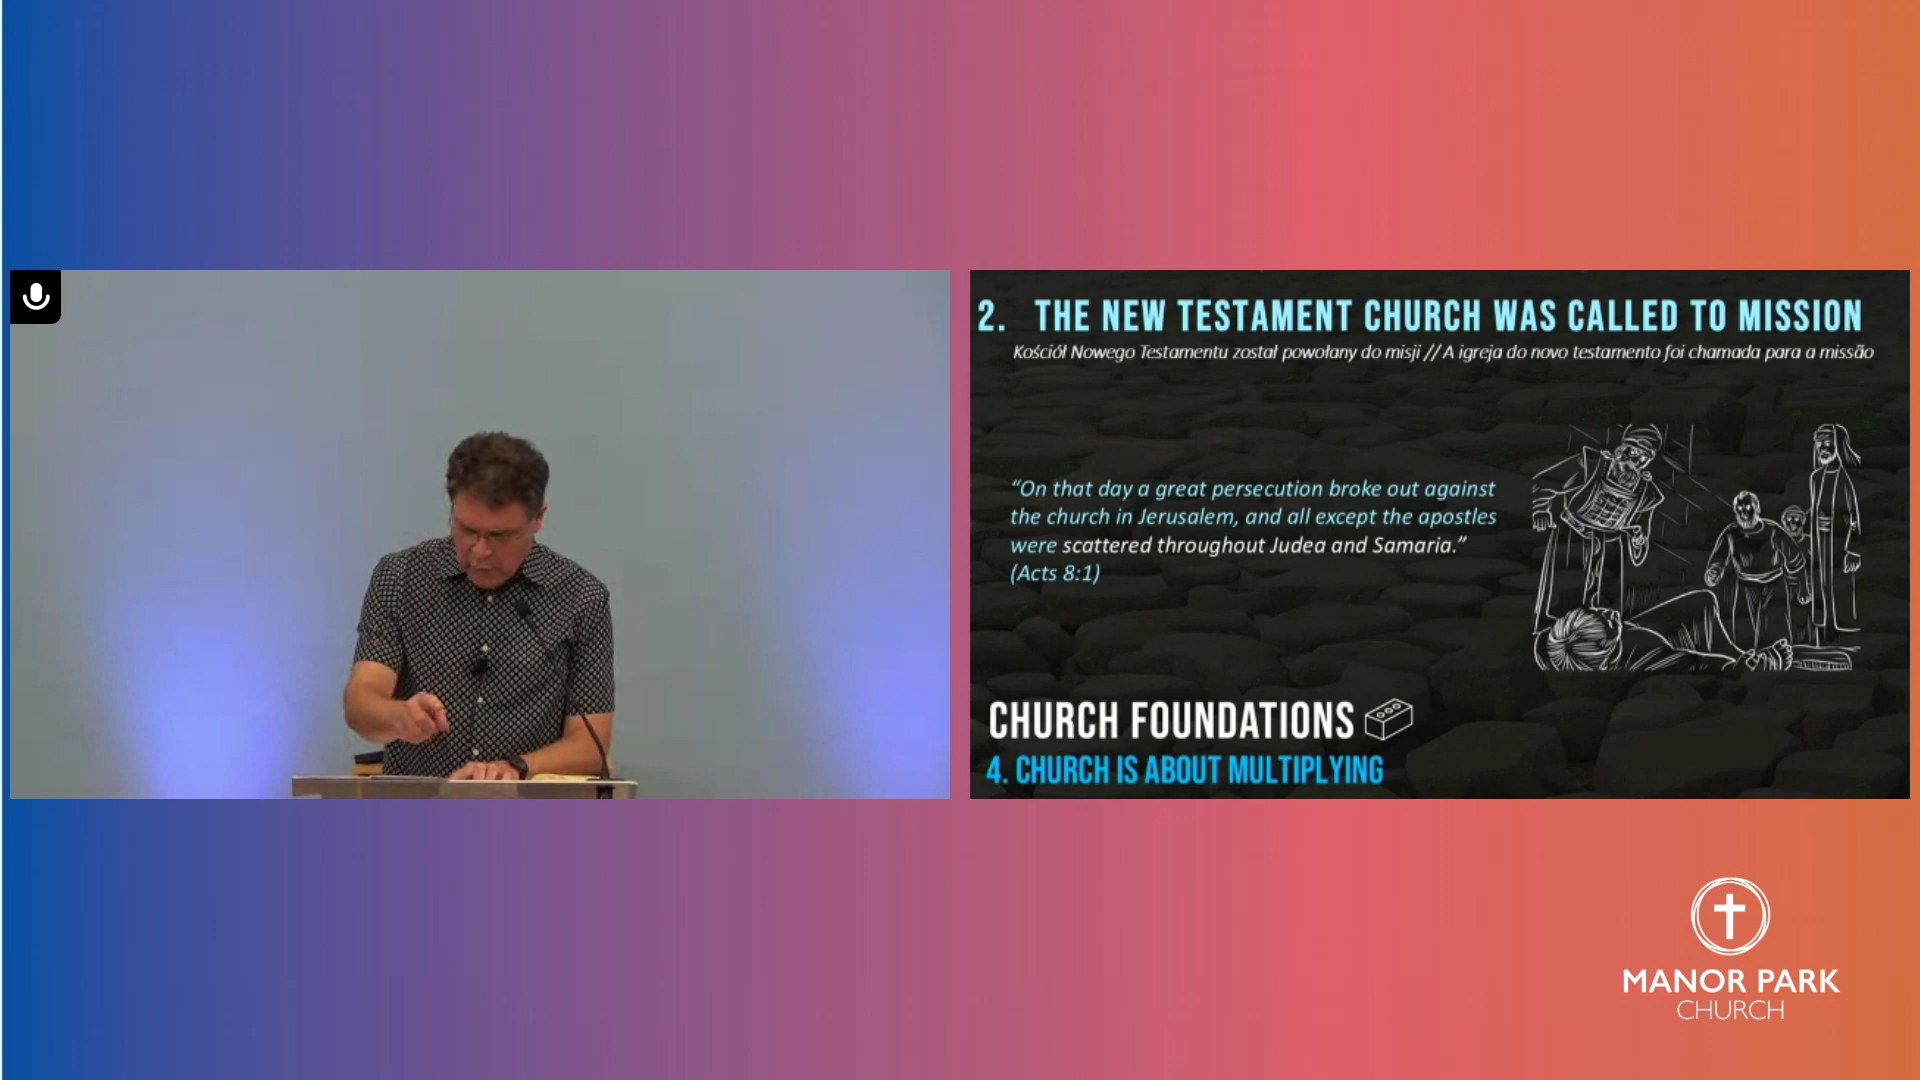 2. THE NEW TESTAMENT CHURCH WAS CALLED TO MISSION
Kościół Nowego Testamentu został powołany do misji // A igreja do novo testamento foi chamada para a missão
“On that day a great persecution broke out against
the church in Jerusalem, and all except the apostles
were scattered throughout Judea and Samaria.”
(Acts 8:1)
CHURCH FOUNDATIONS
4. CHURCH IS ABOUT MULTIPLYING
MANOR PARK
CHURCH